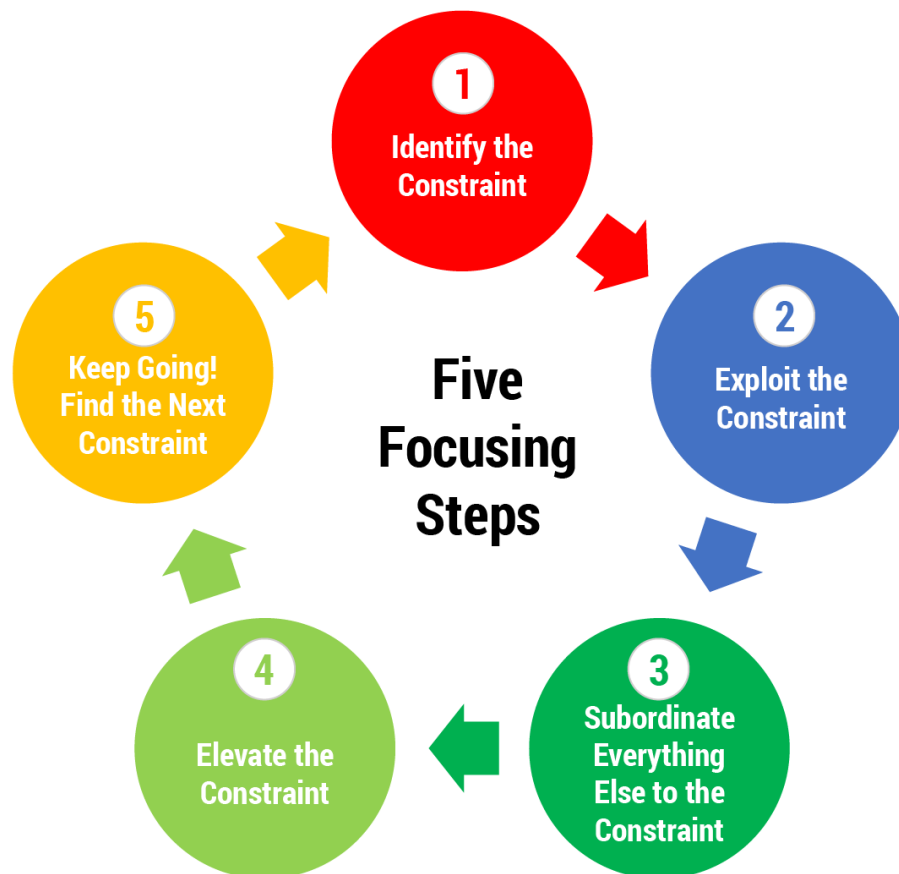 1
Identify the
Constraint
2
Exploit the
Constraint
3
Subordinate
Everything
Else to the
Constraint
4
Elevate the
Constraint
5
Keep Going!
Find the Next
Constraint
Five
Focusing
Steps